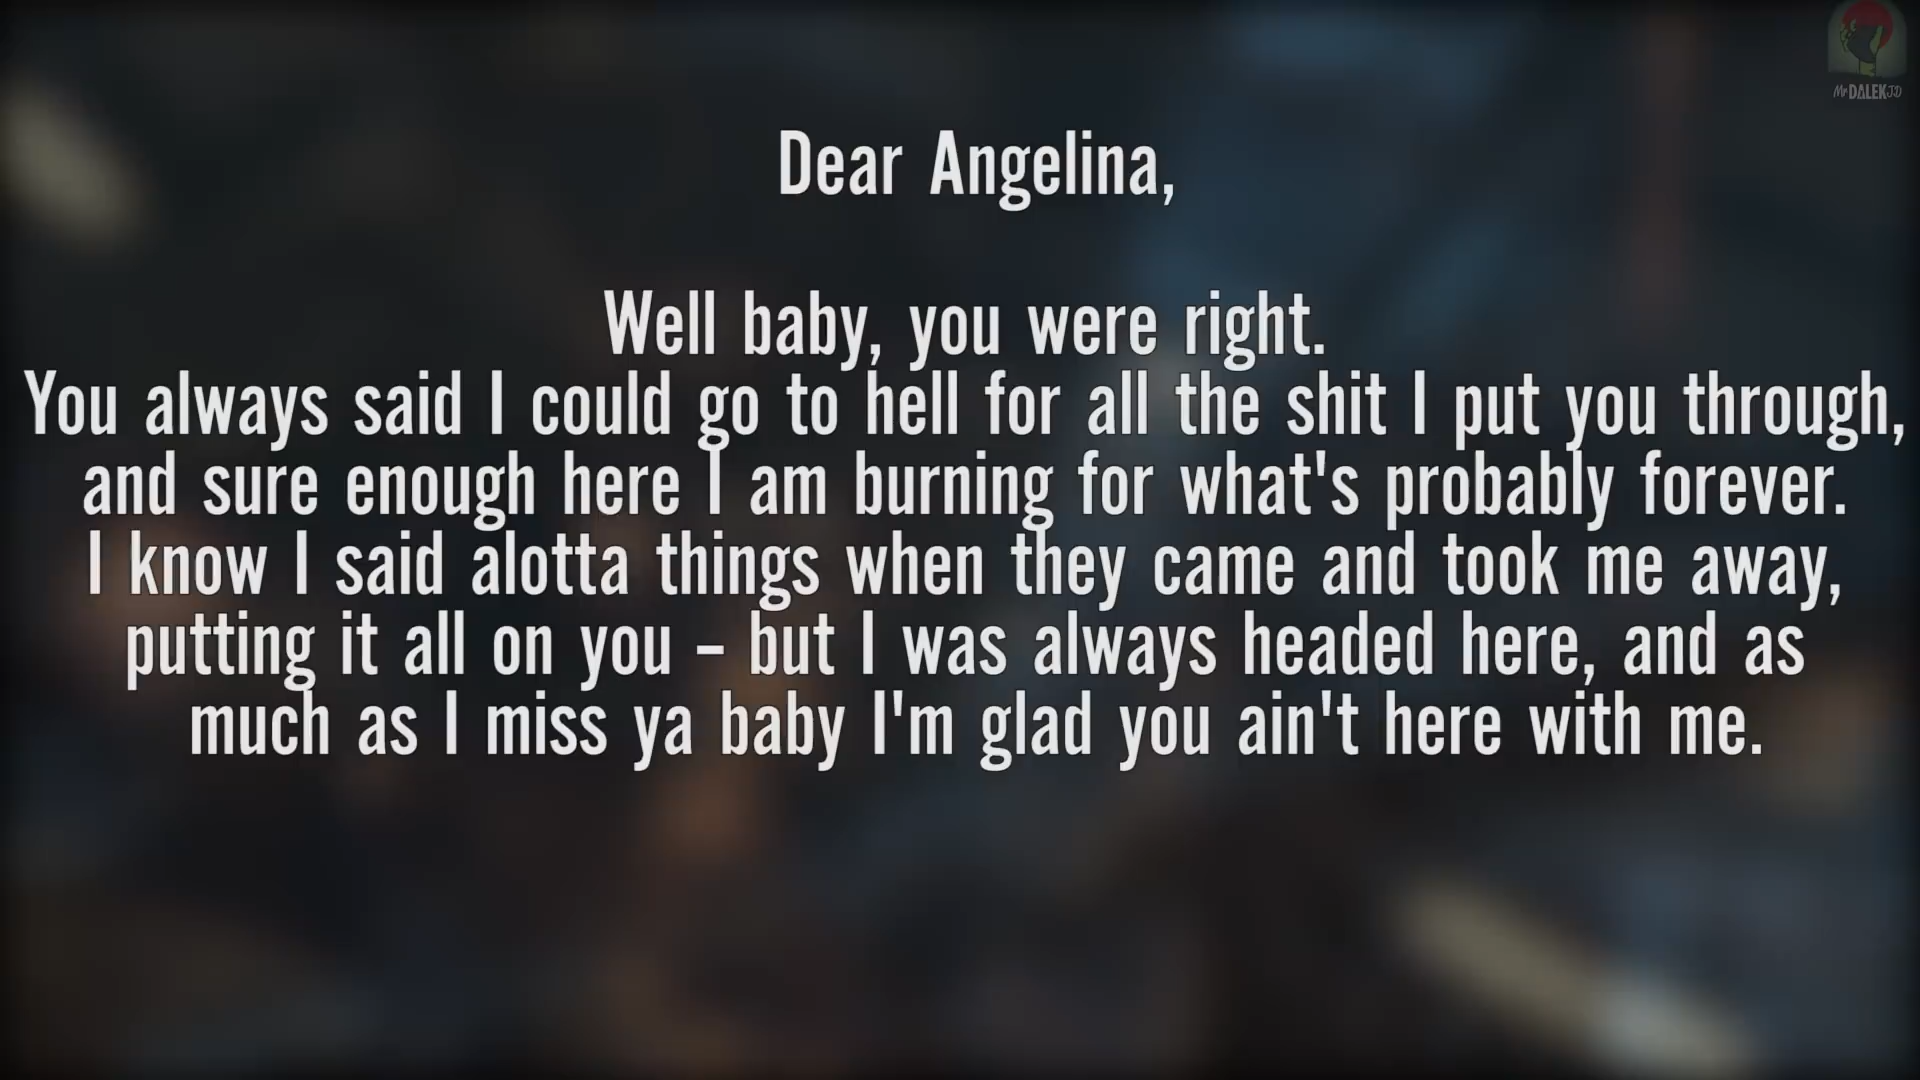 Mr DALEKJD
Dear Angelina,
Well baby, you were right.
You always said I could go to hell for all the shit I put you through,
and sure enough here I am burning for what's probably forever.
I know I said alotta things when they came and took me away,
putting it all on you – but I was always headed here, and as
much as I miss ya baby I'm glad you ain't here with me.